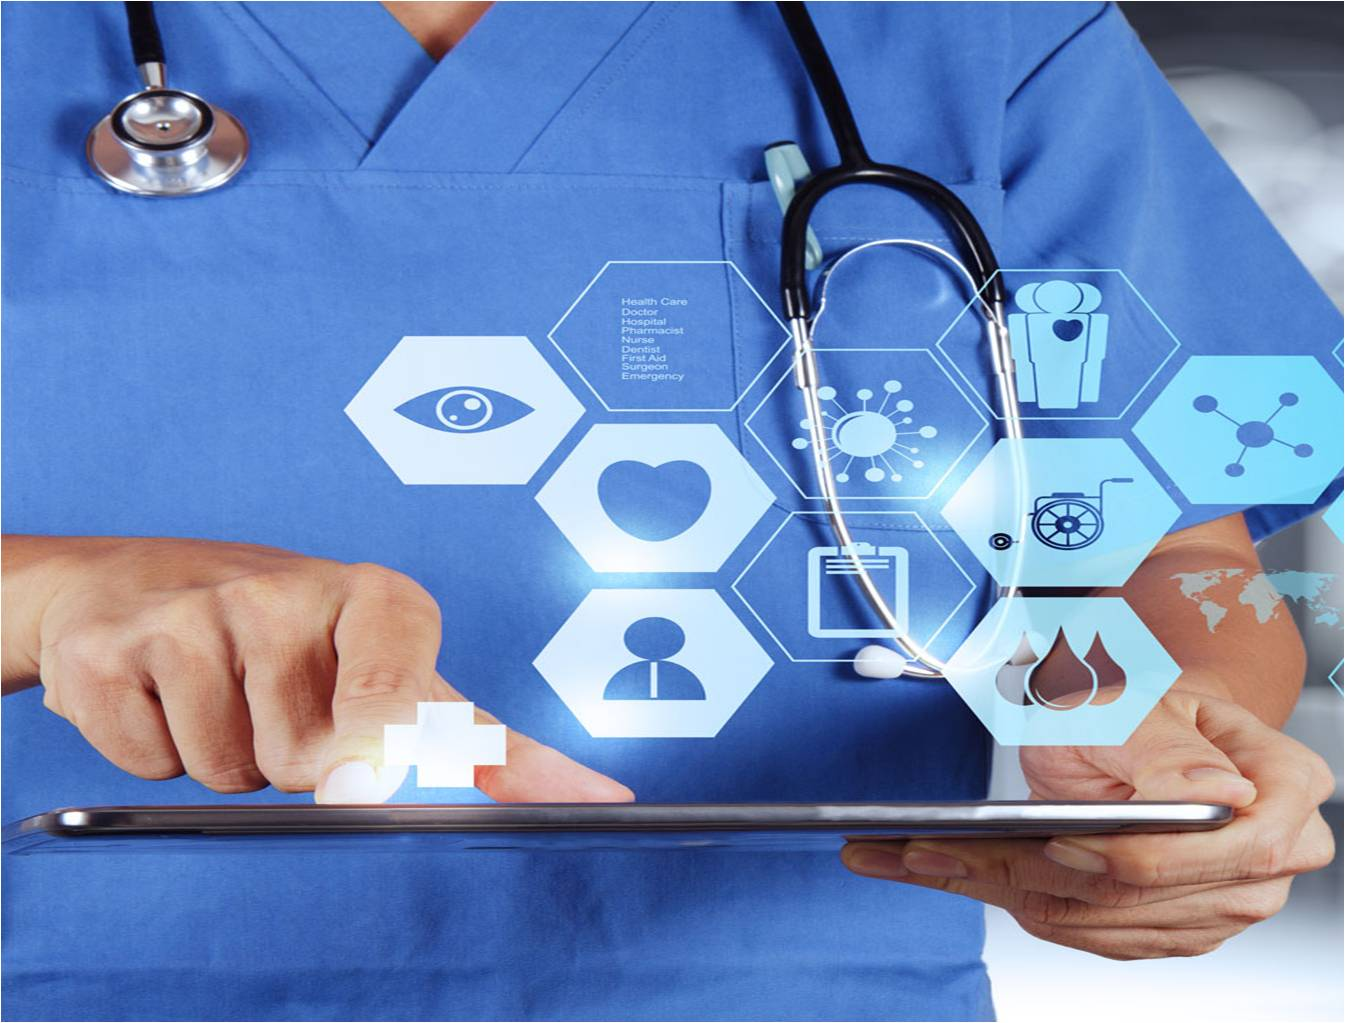 Health Care
Doctor
Hospital
Pharmacist
Nurse
Dentist
First Aid
Surgeon
Emergency